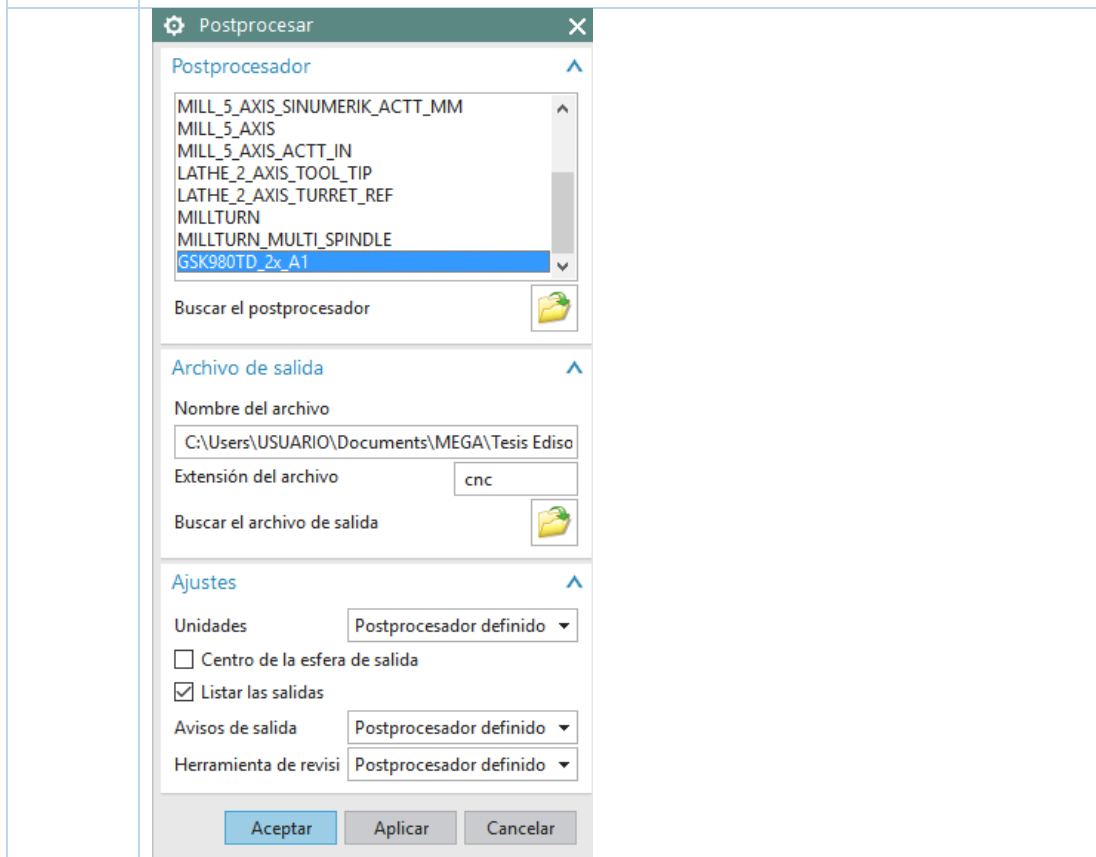 Postprocesar
Postprocesador
MILL_5_AXIS_SINUMERIK_ACTT_MM
MILL_5_AXIS
MILL_5_AXIS_ACTT_IN
LATHE_2_AXIS_TOOL_TIP
LATHE_2_AXIS_TURRET_REF
MILLTURN
MILLTURN_MULTI_SPINDLE
GSK980TD_2x_A1
Buscar el postprocesador
Archivo de salida
Nombre del archivo
C:\Users\USUARIO\Documents\MEGA\Tesis Ediso
Extensión del archivo cnc
Buscar el archivo de salida
Ajustes
Unidades Postprocesador definido
Centro de la esfera de salida
Listar las salidas
Avisos de salida Postprocesador definido
Herramienta de revisi Postprocesador definido
Aceptar Aplicar Cancelar